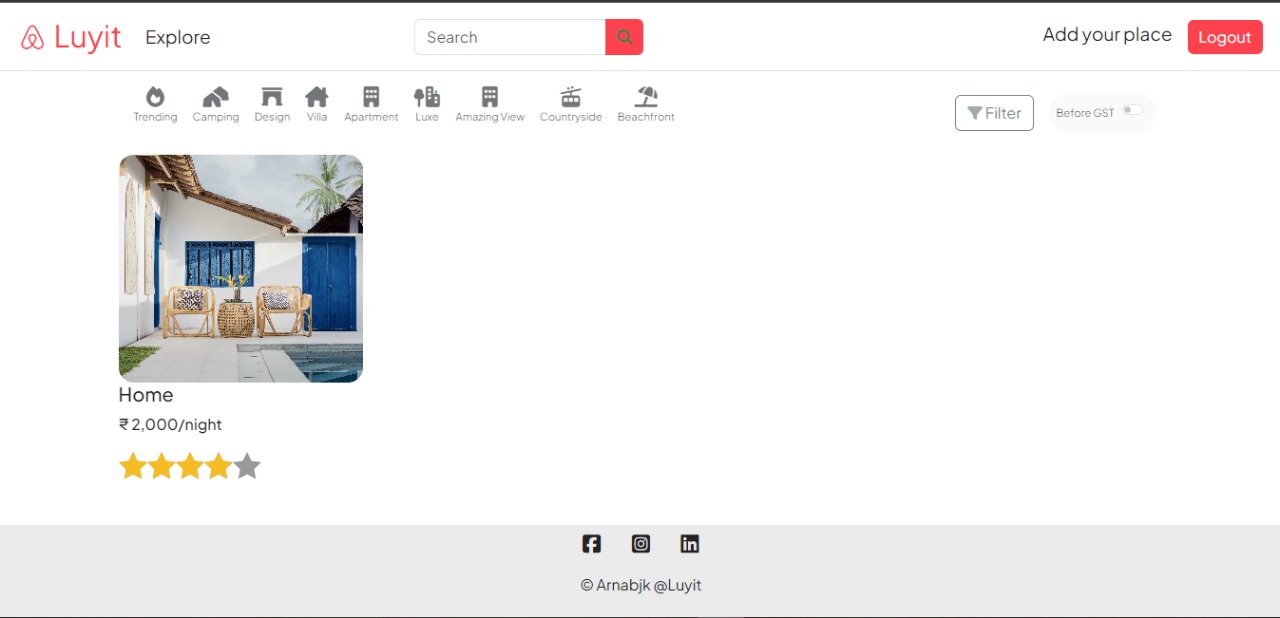 Luyit Explore Search Add your place Logout
Trending Camping Design Villa Apartment Luxe Amazing View Countryside Beachfront Filter Before GST
Home
₹ 2,000/night
© Arnabjk @Luyit